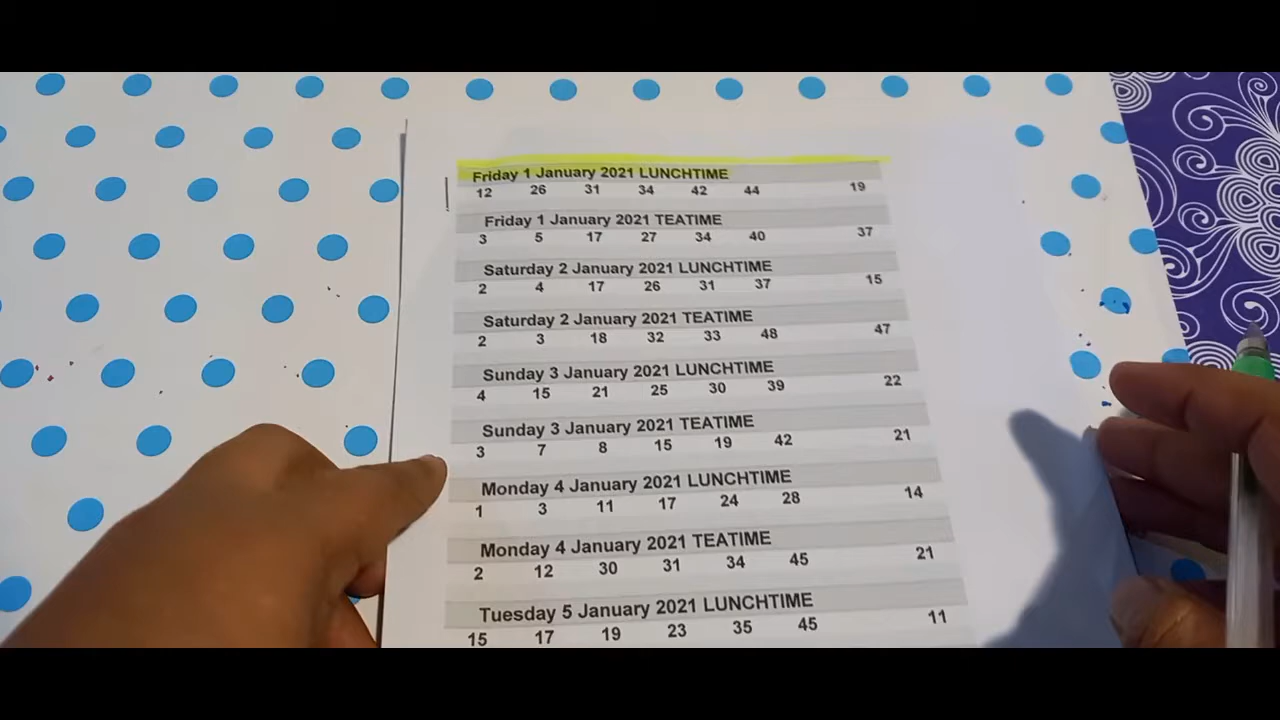 Friday 1 January 2021 LUNCHTIME
12 26 31 34 42 44 19
Friday 1 January 2021 TEATIME
3 5 17 27 34 40 37
Saturday 2 January 2021 LUNCHTIME
2 4 17 26 31 37 15
Saturday 2 January 2021 TEATIME
2 3 18 32 33 48 47
Sunday 3 January 2021 LUNCHTIME
4 15 21 25 30 39 22
Sunday 3 January 2021 TEATIME
3 7 8 15 19 42 21
Monday 4 January 2021 LUNCHTIME
1 3 11 17 24 28 14
Monday 4 January 2021 TEATIME
2 12 30 31 34 45 21
Tuesday 5 January 2021 LUNCHTIME
15 17 19 23 35 45 11